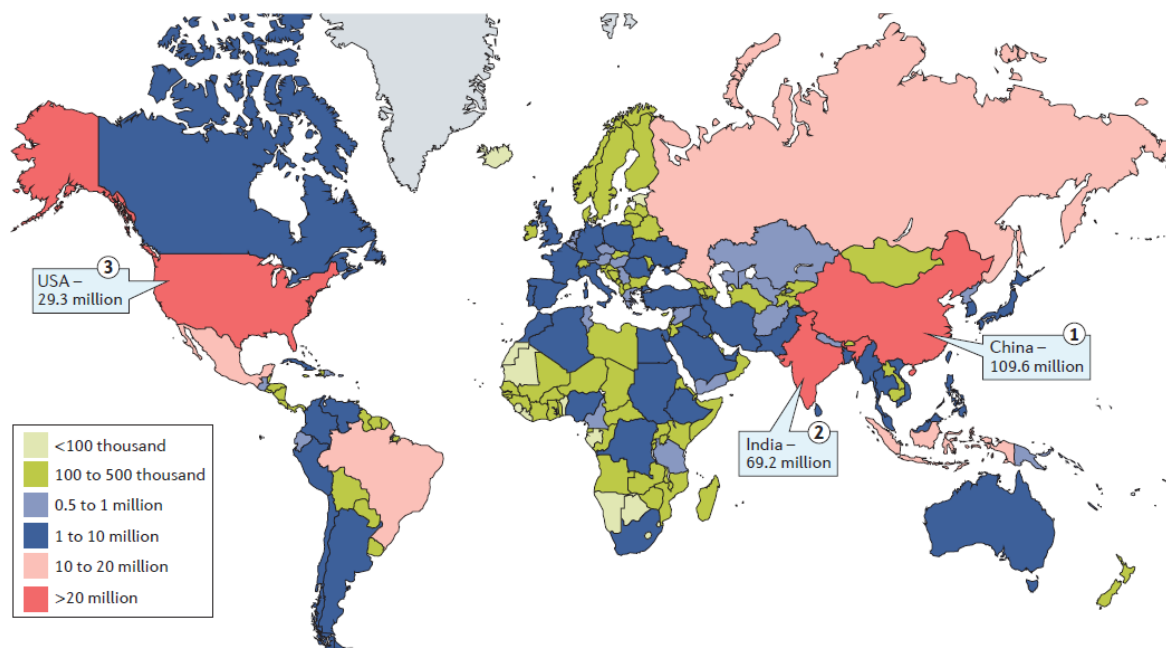 3
USA –
29.3 million
1
China –
109.6 million
2
India –
69.2 million
<100 thousand
100 to 500 thousand
0.5 to 1 million
1 to 10 million
10 to 20 million
>20 million